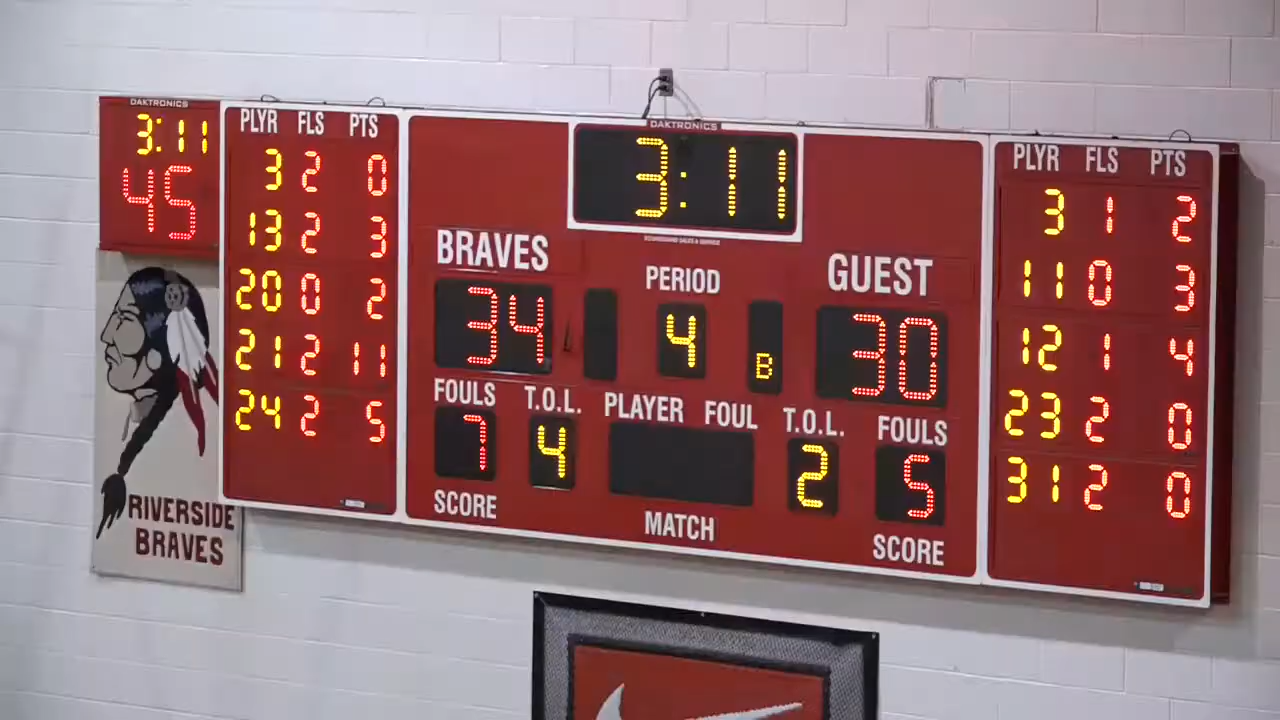 DAKTRONICS
3:11
45
PLYR FLS PTS
3 2 0
13 2 3
20 0 2
21 2 11
24 2 5
RIVERSIDE
BRAVES
DAKTRONICS
3:11
BRAVES PERIOD GUEST
34 4 B 30
FOULS T.O.L. PLAYER FOUL T.O.L. FOULS
7 4 2 5
SCORE MATCH SCORE
PLYR FLS PTS
3 1 2
11 0 3
12 1 4
23 2 0
31 2 0